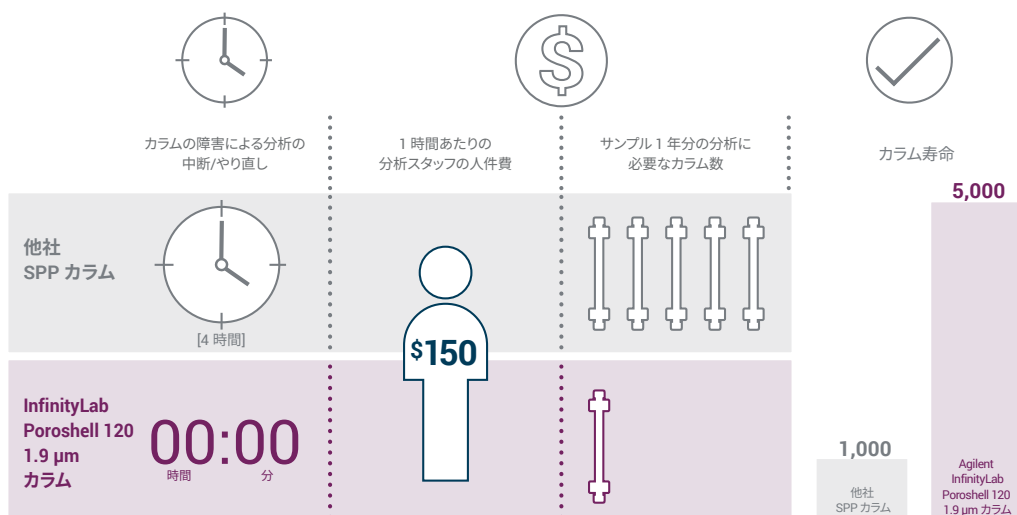 カラムの障害による分析の
中断/やり直し
1 時間あたりの
分析スタッフの人件費
サンプル 1 年分の分析に
必要なカラム数
カラム寿命
他社
SPP カラム
[4 時間]
$150
InfinityLab
Poroshell 120
1.9 µm
カラム
00:00
時間
分
5,000
1,000
他社
SPP カラム
Agilent
InfinityLab
Poroshell 120
1.9 µm カラム